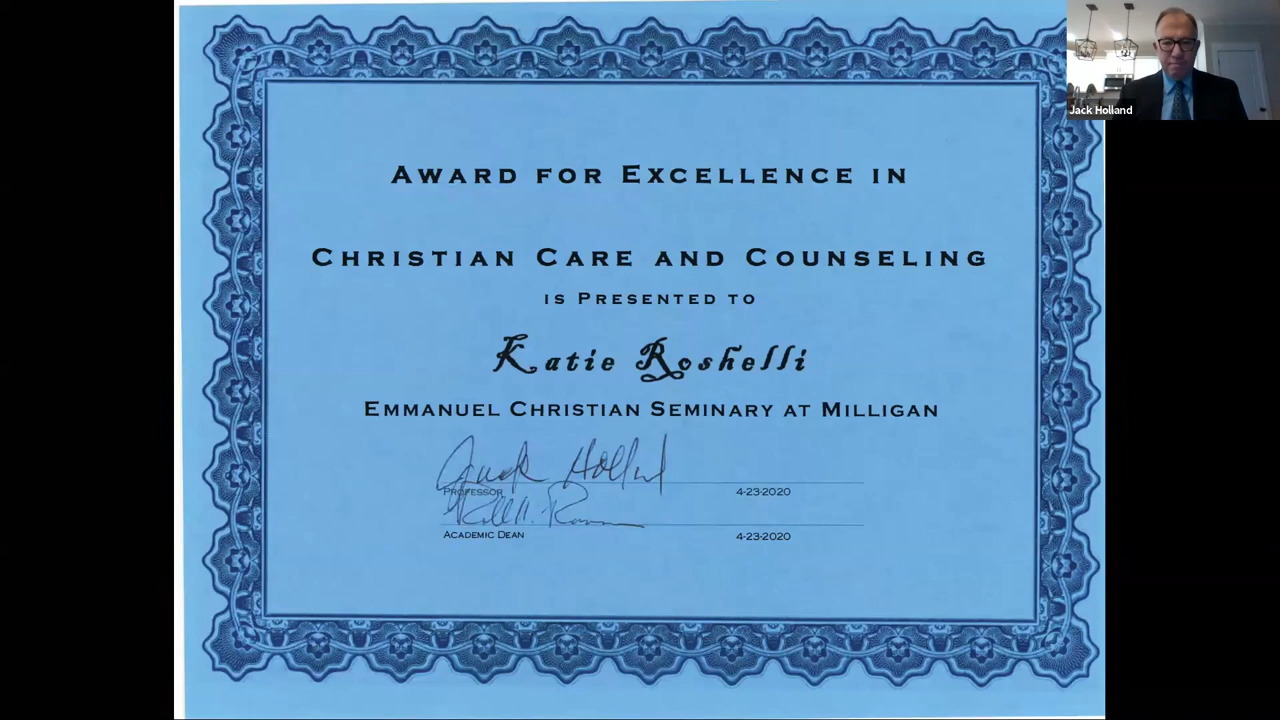 Jack Holland
AWARD FOR EXCELLENCE IN
CHRISTIAN CARE AND COUNSELING
IS PRESENTED TO
Katie Roshelli
EMMANUEL CHRISTIAN SEMINARY AT MILLIGAN
Jack Holland
PROFESSOR 4-23-2020
ACADEMIC DEAN 4-23-2020